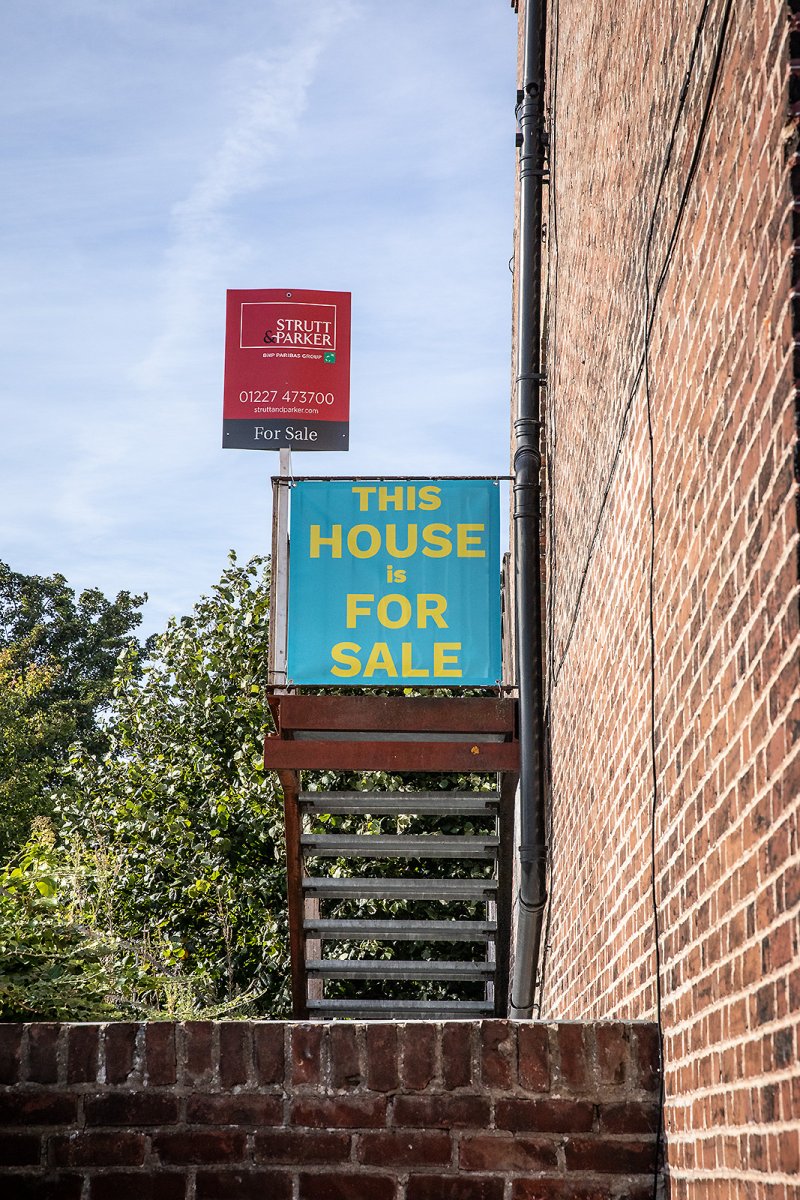 STRUTT
&PARKER
BNP PARIBAS GROUP
01227 473700
struttandparker.com
For Sale
THIS
HOUSE
is
FOR
SALE